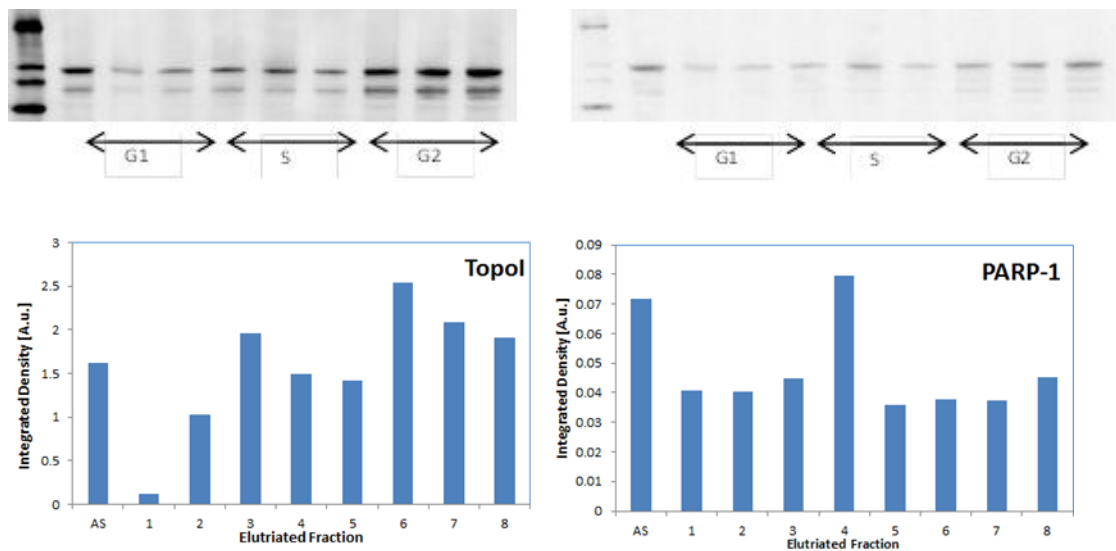 G1 S G2
G1 S G2
TopoI
3
2.5
2
1.5
1
0.5
0
Integrated Density [A.u.]
AS 1 2 3 4 5 6 7 8
Elutriated Fraction
PARP-1
0.09
0.08
0.07
0.06
0.05
0.04
0.03
0.02
0.01
0
Integrated Density [A.u.]
AS 1 2 3 4 5 6 7 8
Elutriated Fraction